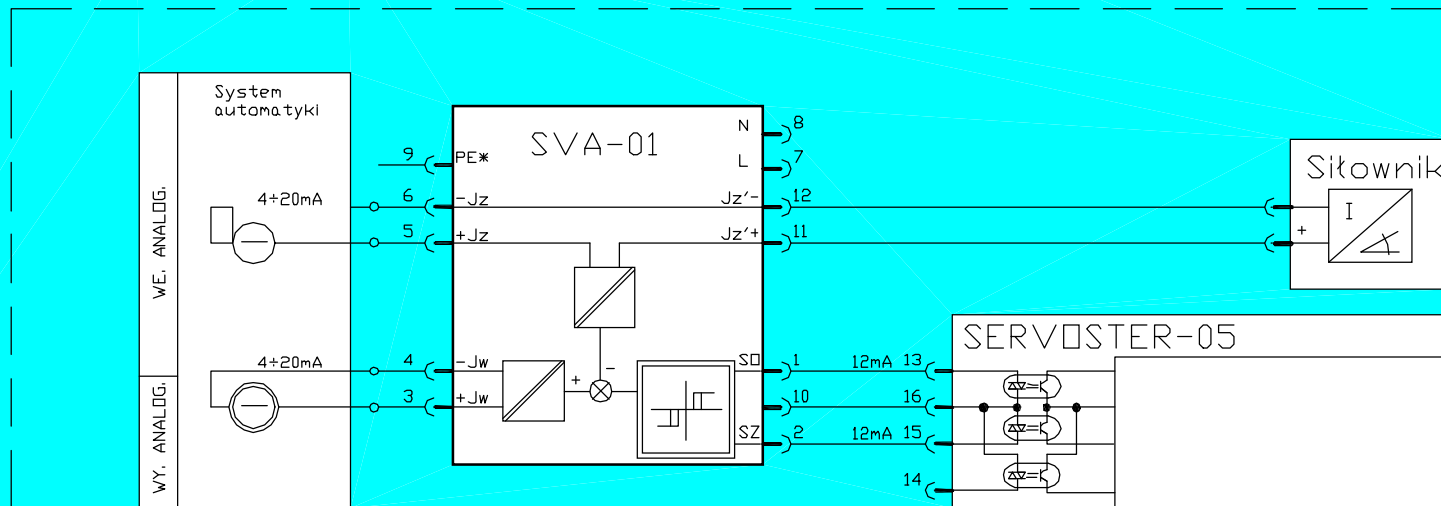 System
automatyki
WE. ANALOG.
4÷20mA
WY. ANALOG.
4÷20mA
SVA-01
N
8
L
7
9
PE*
6
-Jz
Jz'-
12
5
+Jz
Jz'+
11
4
-Jw
3
+Jw
+
-
SO
1
10
SZ
2
12mA
13
16
12mA
15
14
Siłownik
I
+
SERVOSTER-05